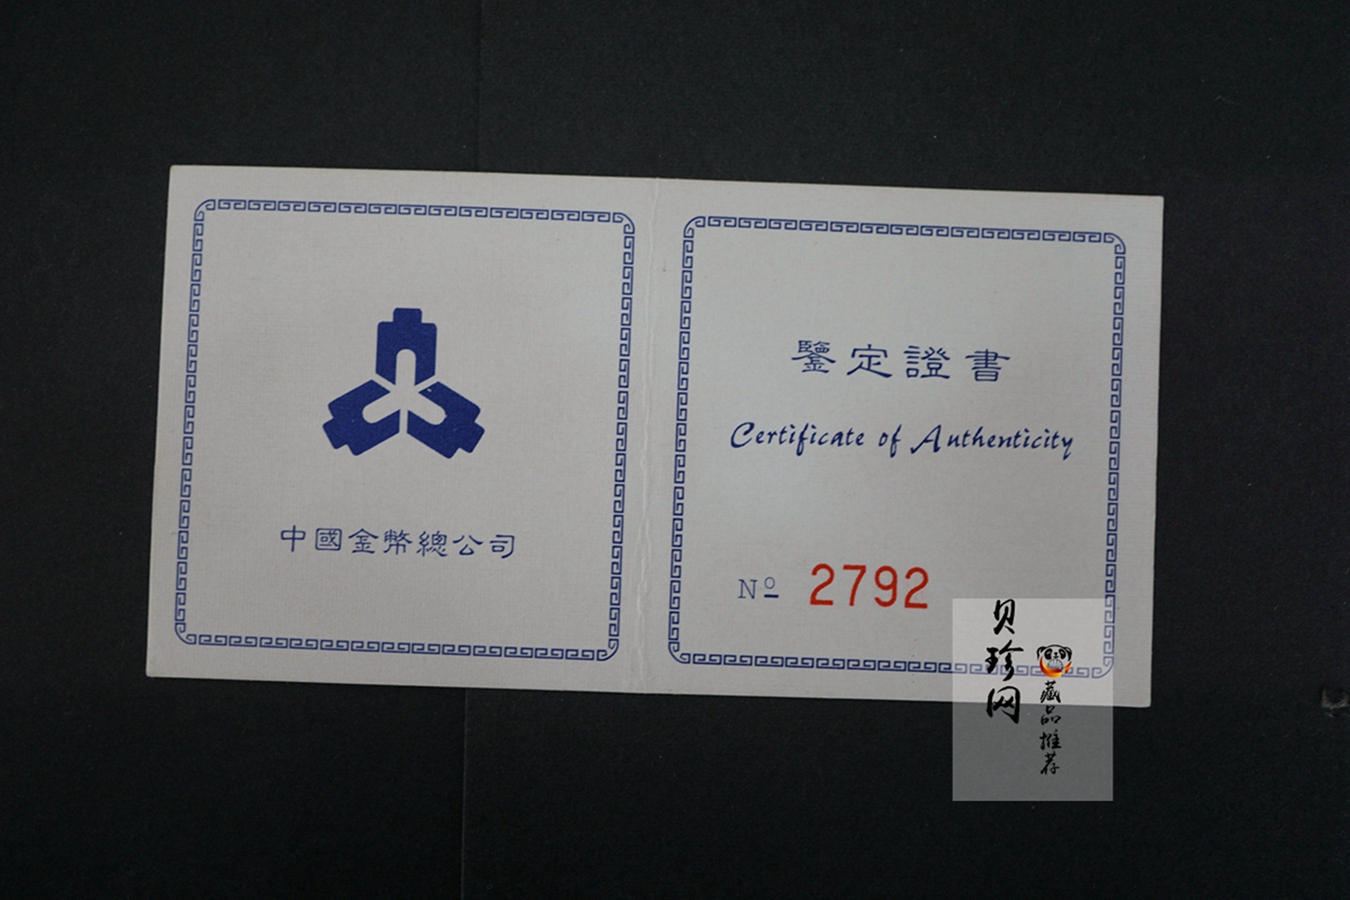 中國金幣總公司
鑒定證書
Certificate of Authenticity
Nº 2792
贝珍网
藏品推荐